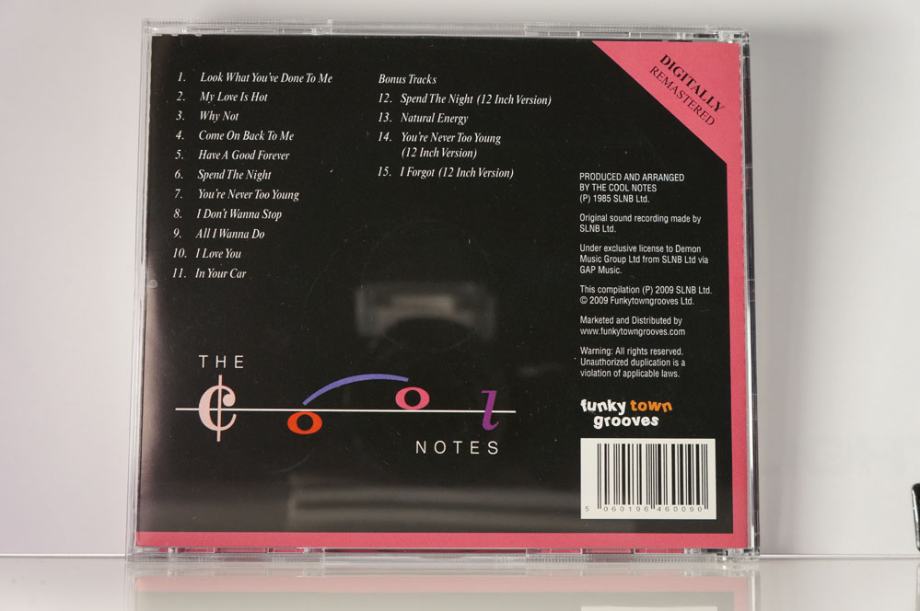 1. Look What You've Done To Me
2. My Love Is Hot
3. Why Not
4. Come On Back To Me
5. Have A Good Forever
6. Spend The Night
7. You're Never Too Young
8. I Don't Wanna Stop
9. All I Wanna Do
10. I Love You
11. In Your Car
Bonus Tracks
12. Spend The Night (12 Inch Version)
13. Natural Energy
14. You're Never Too Young
(12 Inch Version)
15. I Forgot (12 Inch Version)
DIGITALLY
REMASTERED
PRODUCED AND ARRANGED
BY THE COOL NOTES
(P) 1985 SLNB Ltd.
Original sound recording made by
SLNB Ltd.
Under exclusive license to Demon
Music Group Ltd from SLNB Ltd via
GAP Music.
This compilation (P) 2009 SLNB Ltd.
© 2009 Funkytowngrooves Ltd.
Marketed and Distributed by
www.funkytowngrooves.com
Warning: All rights reserved.
Unauthorized duplication is a
violation of applicable laws.
THE
Cool
NOTES
funky town
grooves
5 060196 460090